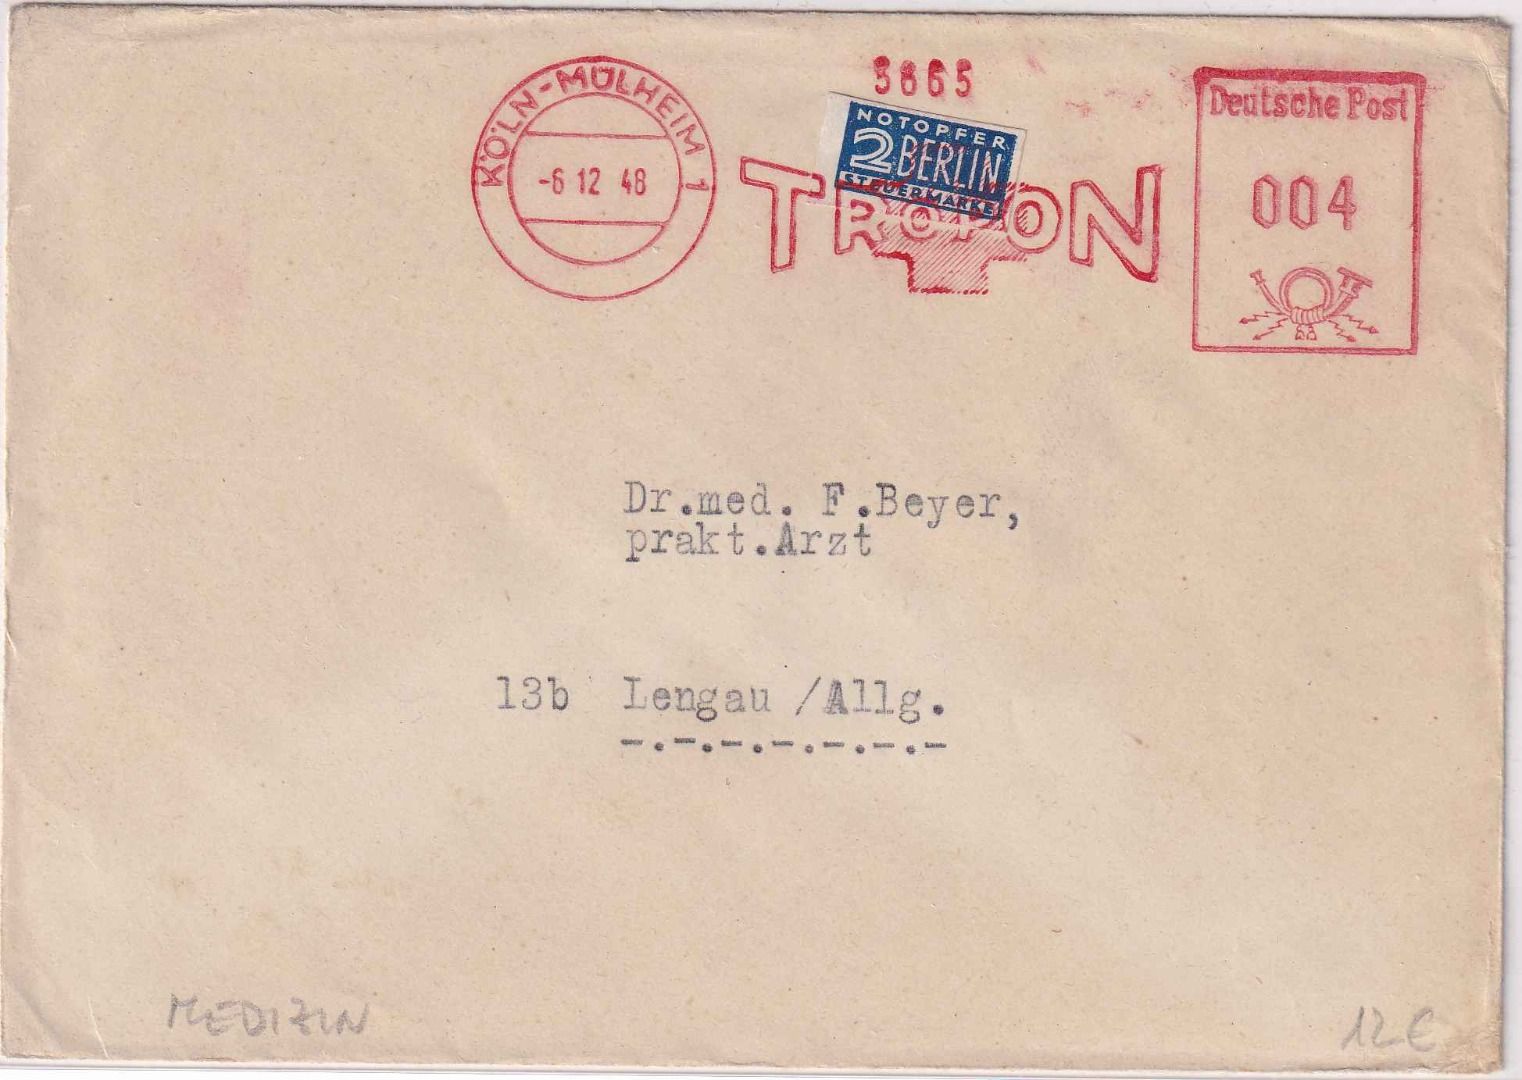 KÖLN-MÜLHEIM 1
-6 12 48
5865
NOTOPFER
2 BERLIN
STEUERMARKE
TROPON
Deutsche Post
004
Dr.med. F.Beyer,
prakt.Arzt
13b Lengau /Allg.
-.-.-.-.-.-.-
MEDIZIN
12€